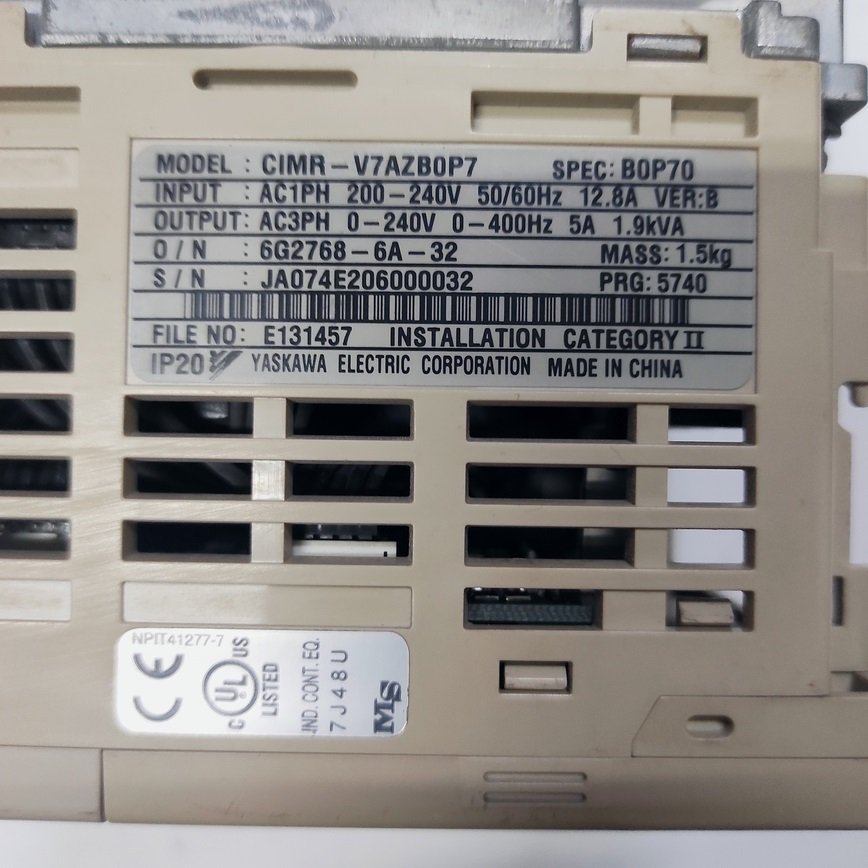 MODEL : CIMR-V7AZB0P7 SPEC: B0P70
INPUT : AC1PH 200-240V 50/60Hz 12.8A VER:B
OUTPUT: AC3PH 0-240V 0-400Hz 5A 1.9kVA
O/N : 6G2768-6A-32 MASS: 1.5kg
S/N : JA074E206000032 PRG: 5740
FILE NO: E131457 INSTALLATION CATEGORY II
IP20 YASKAWA ELECTRIC CORPORATION MADE IN CHINA
NPIT41277-7
CE
C UL US
LISTED
IND. CONT. EQ.
7J48U
MS